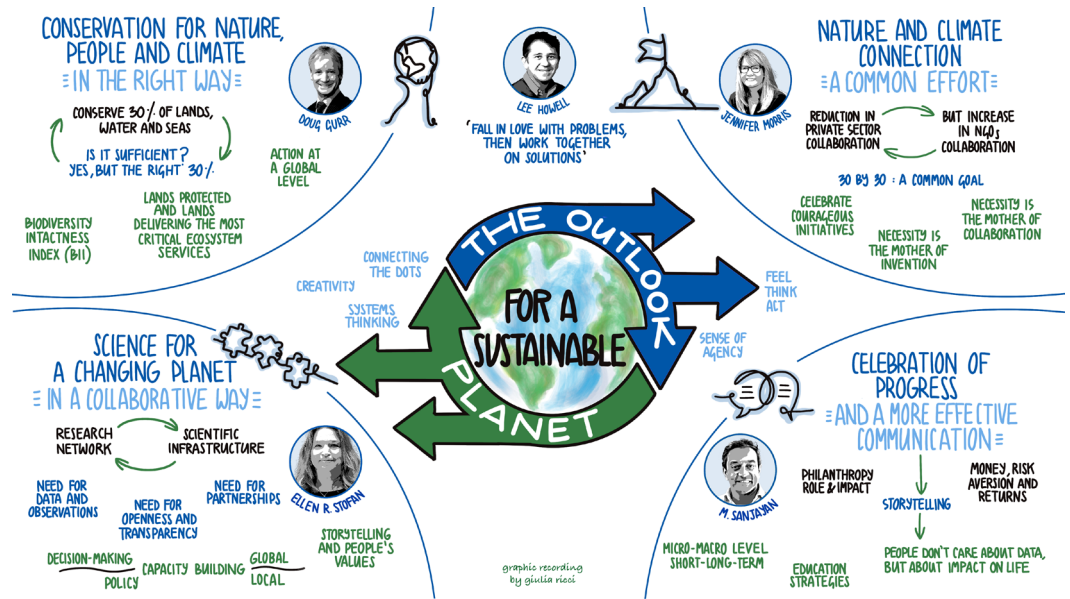 CONSERVATION FOR NATURE,
PEOPLE AND CLIMATE
IN THE RIGHT WAY
CONSERVE 30% OF LANDS,
WATER AND SEAS
IS IT SUFFICIENT?
YES, BUT THE RIGHT 30%
BIODIVERSITY
INTACTNESS
INDEX (BII)
LANDS PROTECTED
AND LANDS
DELIVERING THE MOST
CRITICAL ECOSYSTEM
SERVICES
ACTION AT
A GLOBAL
LEVEL
DOUG GURR
LEE HOWELL
'FALL IN LOVE WITH PROBLEMS,
THEN WORK TOGETHER
ON SOLUTIONS'
JENNIFER MORRIS
NATURE AND CLIMATE
CONNECTION
A COMMON EFFORT
REDUCTION IN
PRIVATE SECTOR
COLLABORATION
BUT INCREASE
IN NGOs
COLLABORATION
30 BY 30 : A COMMON GOAL
CELEBRATE
COURAGEOUS
INITIATIVES
NECESSITY IS
THE MOTHER OF
INVENTION
NECESSITY IS
THE MOTHER OF
COLLABORATION
CONNECTING
THE DOTS
CREATIVITY
SYSTEMS
THINKING
THE OUTLOOK
FOR A
SUSTAINABLE
PLANET
FEEL
THINK
ACT
SENSE OF
AGENCY
SCIENCE FOR
A CHANGING PLANET
IN A COLLABORATIVE WAY
RESEARCH
NETWORK
SCIENTIFIC
INFRASTRUCTURE
NEED FOR
DATA AND
OBSERVATIONS
NEED FOR
OPENNESS AND
TRANSPARENCY
NEED FOR
PARTNERSHIPS
ELLEN R. STOFAN
DECISION-MAKING
POLICY
CAPACITY BUILDING
GLOBAL
LOCAL
STORYTELLING
AND PEOPLE'S
VALUES
graphic recording
by giulia ricci
CELEBRATION OF
PROGRESS
AND A MORE EFFECTIVE
COMMUNICATION
M. SANJAYAN
PHILANTHROPY
ROLE & IMPACT
STORYTELLING
MONEY, RISK
AVERSION AND
RETURNS
MICRO-MACRO LEVEL
SHORT-LONG-TERM
EDUCATION
STRATEGIES
PEOPLE DON'T CARE ABOUT DATA,
BUT ABOUT IMPACT ON LIFE